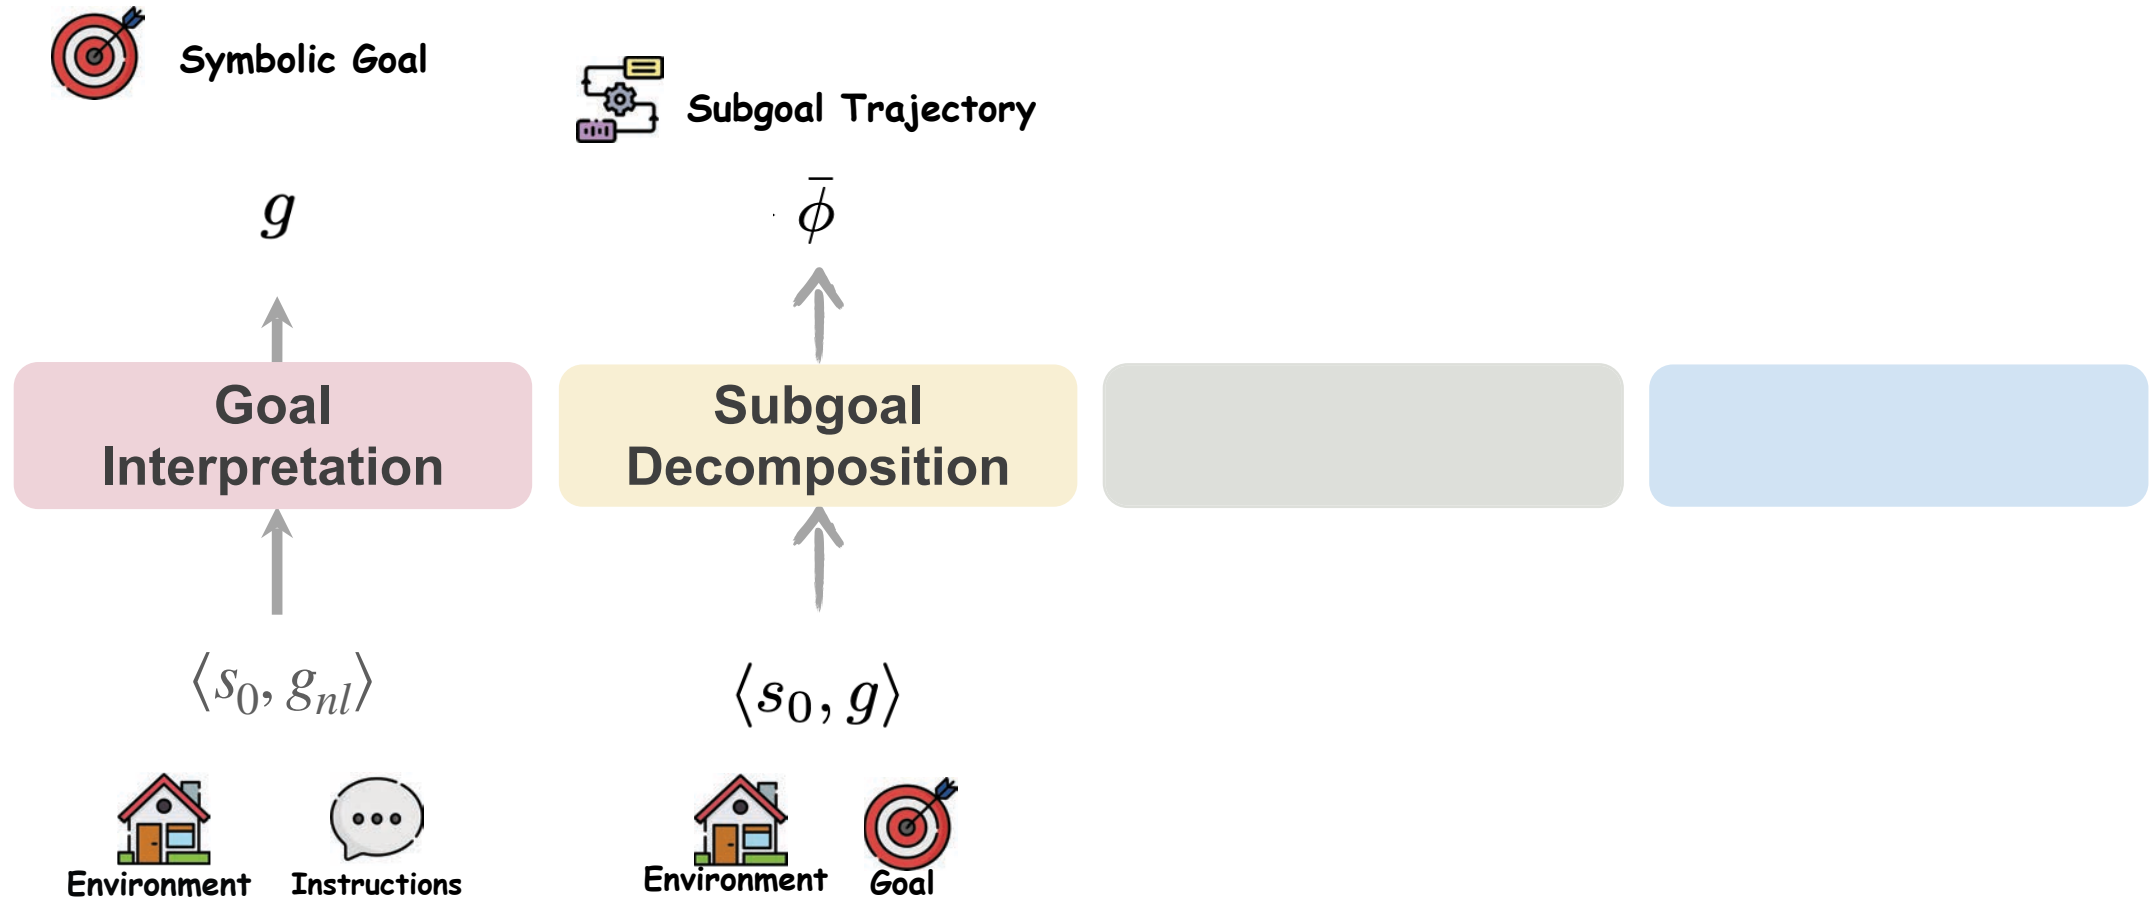 Symbolic Goal
Subgoal Trajectory
g
ϕ̄
Goal
Interpretation
Subgoal
Decomposition
⟨s₀, gₙₗ⟩
⟨s₀, g⟩
Environment
Instructions
Environment
Goal